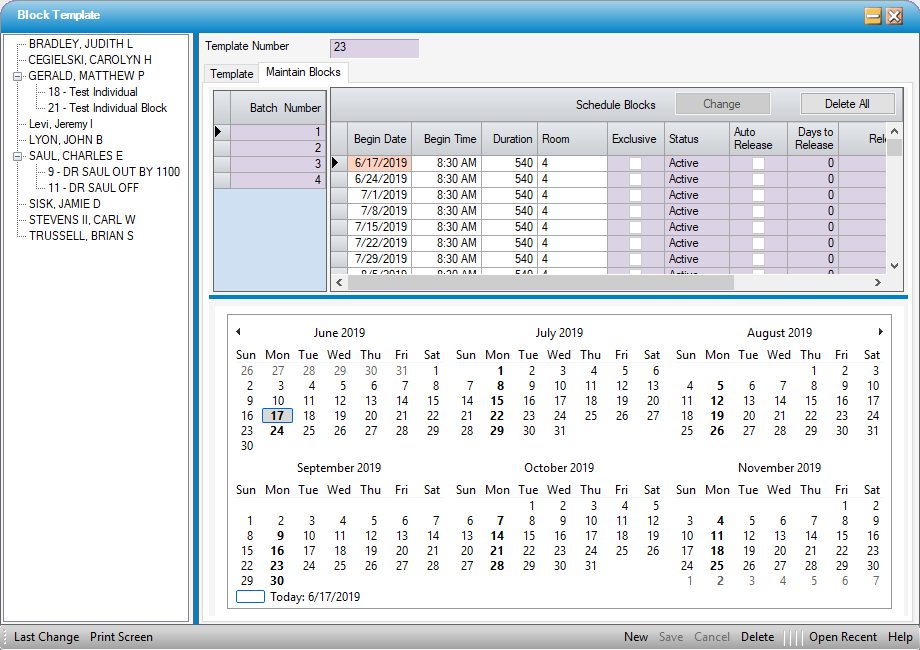 Block Template
BRADLEY, JUDITH L
CEGIELSKI, CAROLYN H
GERALD, MATTHEW P
18 - Test Individual
21 - Test Individual Block
Levi, Jeremy I
LYON, JOHN B
SAUL, CHARLES E
9 - DR SAUL OUT BY 1100
11 - DR SAUL OFF
SISK, JAMIE D
STEVENS II, CARL W
TRUSSELL, BRIAN S
Template Number 23
Template Maintain Blocks
Batch Number
1
2
3
4
Schedule Blocks Change Delete All
Begin Date Begin Time Duration Room Exclusive Status Auto Release Days to Release Rele
6/17/2019 8:30 AM 540 4 Active 0
6/24/2019 8:30 AM 540 4 Active 0
7/1/2019 8:30 AM 540 4 Active 0
7/8/2019 8:30 AM 540 4 Active 0
7/15/2019 8:30 AM 540 4 Active 0
7/22/2019 8:30 AM 540 4 Active 0
7/29/2019 8:30 AM 540 4 Active 0
8/5/2019 8:30 AM 540 4 Active 0
June 2019 July 2019 August 2019
Sun Mon Tue Wed Thu Fri Sat Sun Mon Tue Wed Thu Fri Sat Sun Mon Tue Wed Thu Fri Sat
26 27 28 29 30 31 1 1 2 3 4 5 6 1 2 3
2 3 4 5 6 7 8 7 8 9 10 11 12 13 4 5 6 7 8 9 10
9 10 11 12 13 14 15 14 15 16 17 18 19 20 11 12 13 14 15 16 17
16 17 18 19 20 21 22 21 22 23 24 25 26 27 18 19 20 21 22 23 24
23 24 25 26 27 28 29 28 29 30 31 25 26 27 28 29 30 31
30
September 2019 October 2019 November 2019
Sun Mon Tue Wed Thu Fri Sat Sun Mon Tue Wed Thu Fri Sat Sun Mon Tue Wed Thu Fri Sat
1 2 3 4 5 1 2
1 2 3 4 5 6 7 6 7 8 9 10 11 12 3 4 5 6 7 8 9
8 9 10 11 12 13 14 13 14 15 16 17 18 19 10 11 12 13 14 15 16
15 16 17 18 19 20 21 20 21 22 23 24 25 26 17 18 19 20 21 22 23
22 23 24 25 26 27 28 27 28 29 30 31 24 25 26 27 28 29 30
29 30 1 2 3 4 5 6 7
Today: 6/17/2019
Last Change Print Screen New Save Cancel Delete Open Recent Help